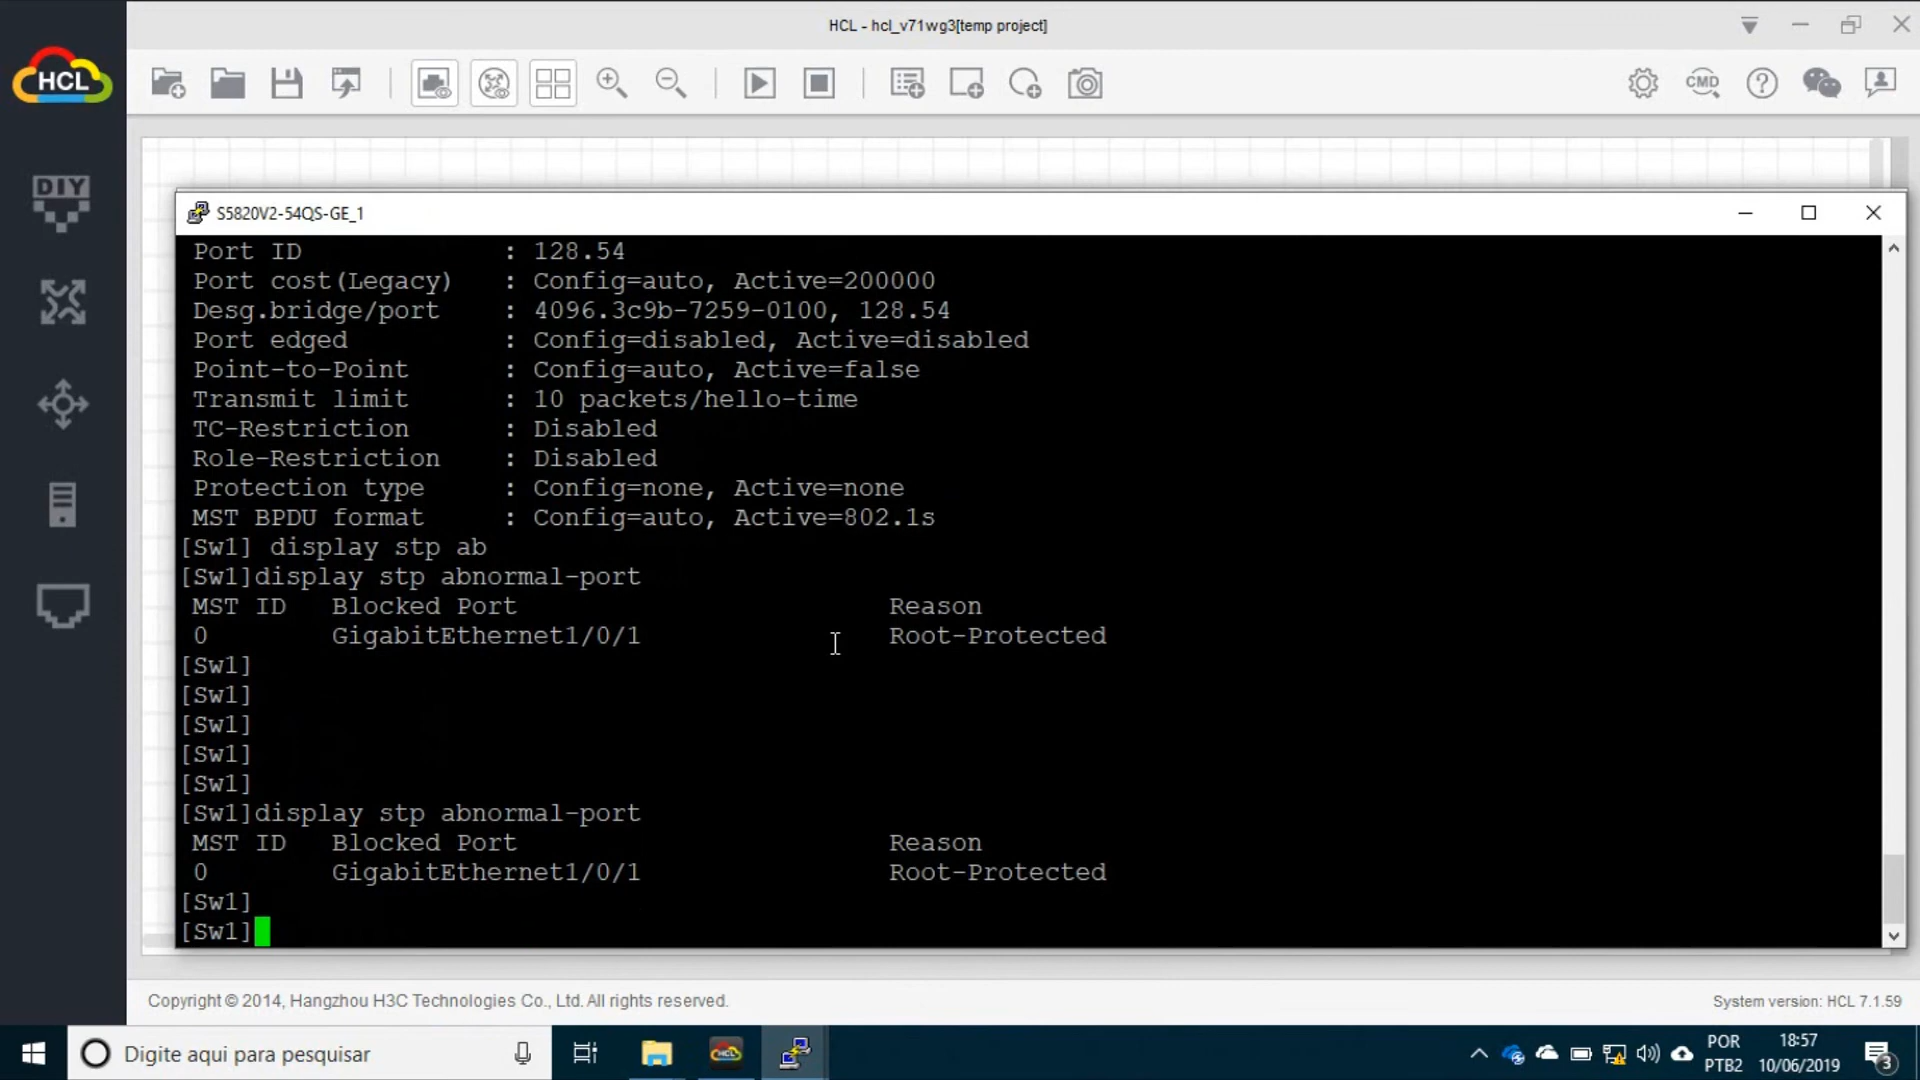 HCL - hcl_v71wg3[temp project]
HCL
CMD
DIY
S5820V2-54QS-GE_1
Port ID : 128.54
Port cost(Legacy) : Config=auto, Active=200000
Desg.bridge/port : 4096.3c9b-7259-0100, 128.54
Port edged : Config=disabled, Active=disabled
Point-to-Point : Config=auto, Active=false
Transmit limit : 10 packets/hello-time
TC-Restriction : Disabled
Role-Restriction : Disabled
Protection type : Config=none, Active=none
MST BPDU format : Config=auto, Active=802.1s
[Sw1] display stp ab
[Sw1]display stp abnormal-port
MST ID Blocked Port Reason
0 GigabitEthernet1/0/1 Root-Protected
[Sw1]
[Sw1]
[Sw1]
[Sw1]
[Sw1]
[Sw1]display stp abnormal-port
MST ID Blocked Port Reason
0 GigabitEthernet1/0/1 Root-Protected
[Sw1]
[Sw1]
Copyright © 2014, Hangzhou H3C Technologies Co., Ltd. All rights reserved.
System version: HCL 7.1.59
Digite aqui para pesquisar
HCL
POR
PTB2
18:57
10/06/2019
3